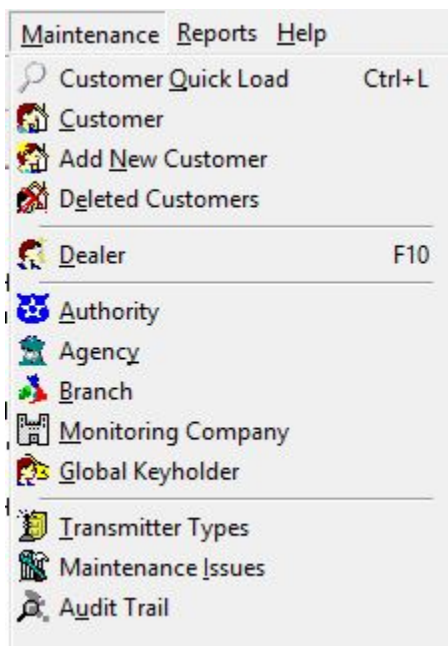 Maintenance Reports Help
Customer Quick Load Ctrl+L
Customer
Add New Customer
Deleted Customers
Dealer F10
Authority
Agency
Branch
Monitoring Company
Global Keyholder
Transmitter Types
Maintenance Issues
Audit Trail